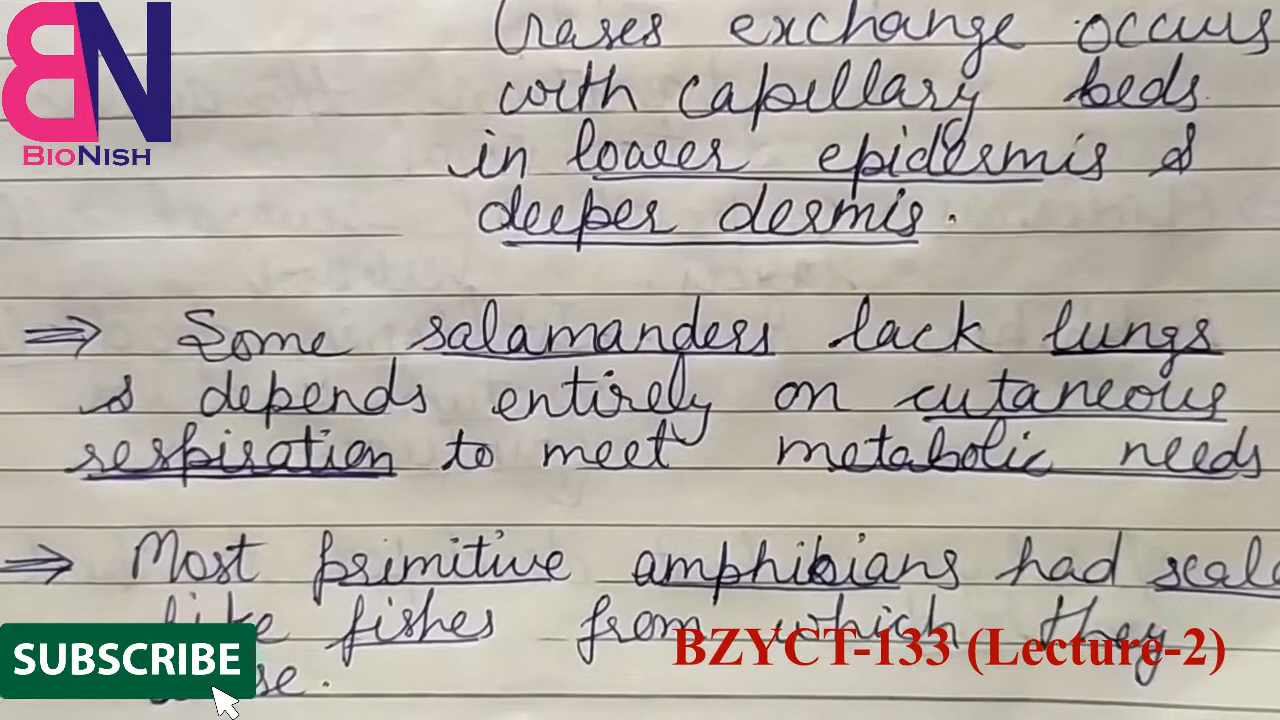 BN
BIONISH
Gases exchange occurs
with capillary beds
in lower epidermis &
deeper dermis.
⇒ Some salamanders lack lungs
& depends entirely on cutaneous
respiration to meet metabolic needs
⇒ Most primitive amphibians had scale
like fishes from which they
BZYCT-133 (Lecture-2)
SUBSCRIBE